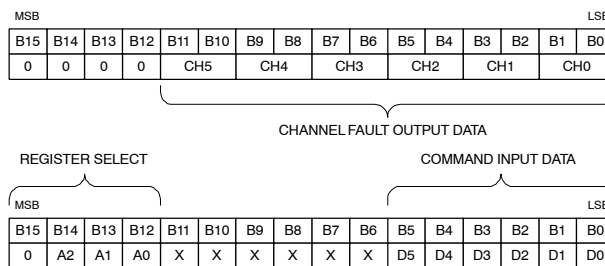 MSB LSB
B15 B14 B13 B12 B11 B10 B9 B8 B7 B6 B5 B4 B3 B2 B1 B0
0 0 0 0 CH5 CH4 CH3 CH2 CH1 CH0
CHANNEL FAULT OUTPUT DATA
REGISTER SELECT COMMAND INPUT DATA
MSB LSB
B15 B14 B13 B12 B11 B10 B9 B8 B7 B6 B5 B4 B3 B2 B1 B0
0 A2 A1 A0 X X X X X X D5 D4 D3 D2 D1 D0